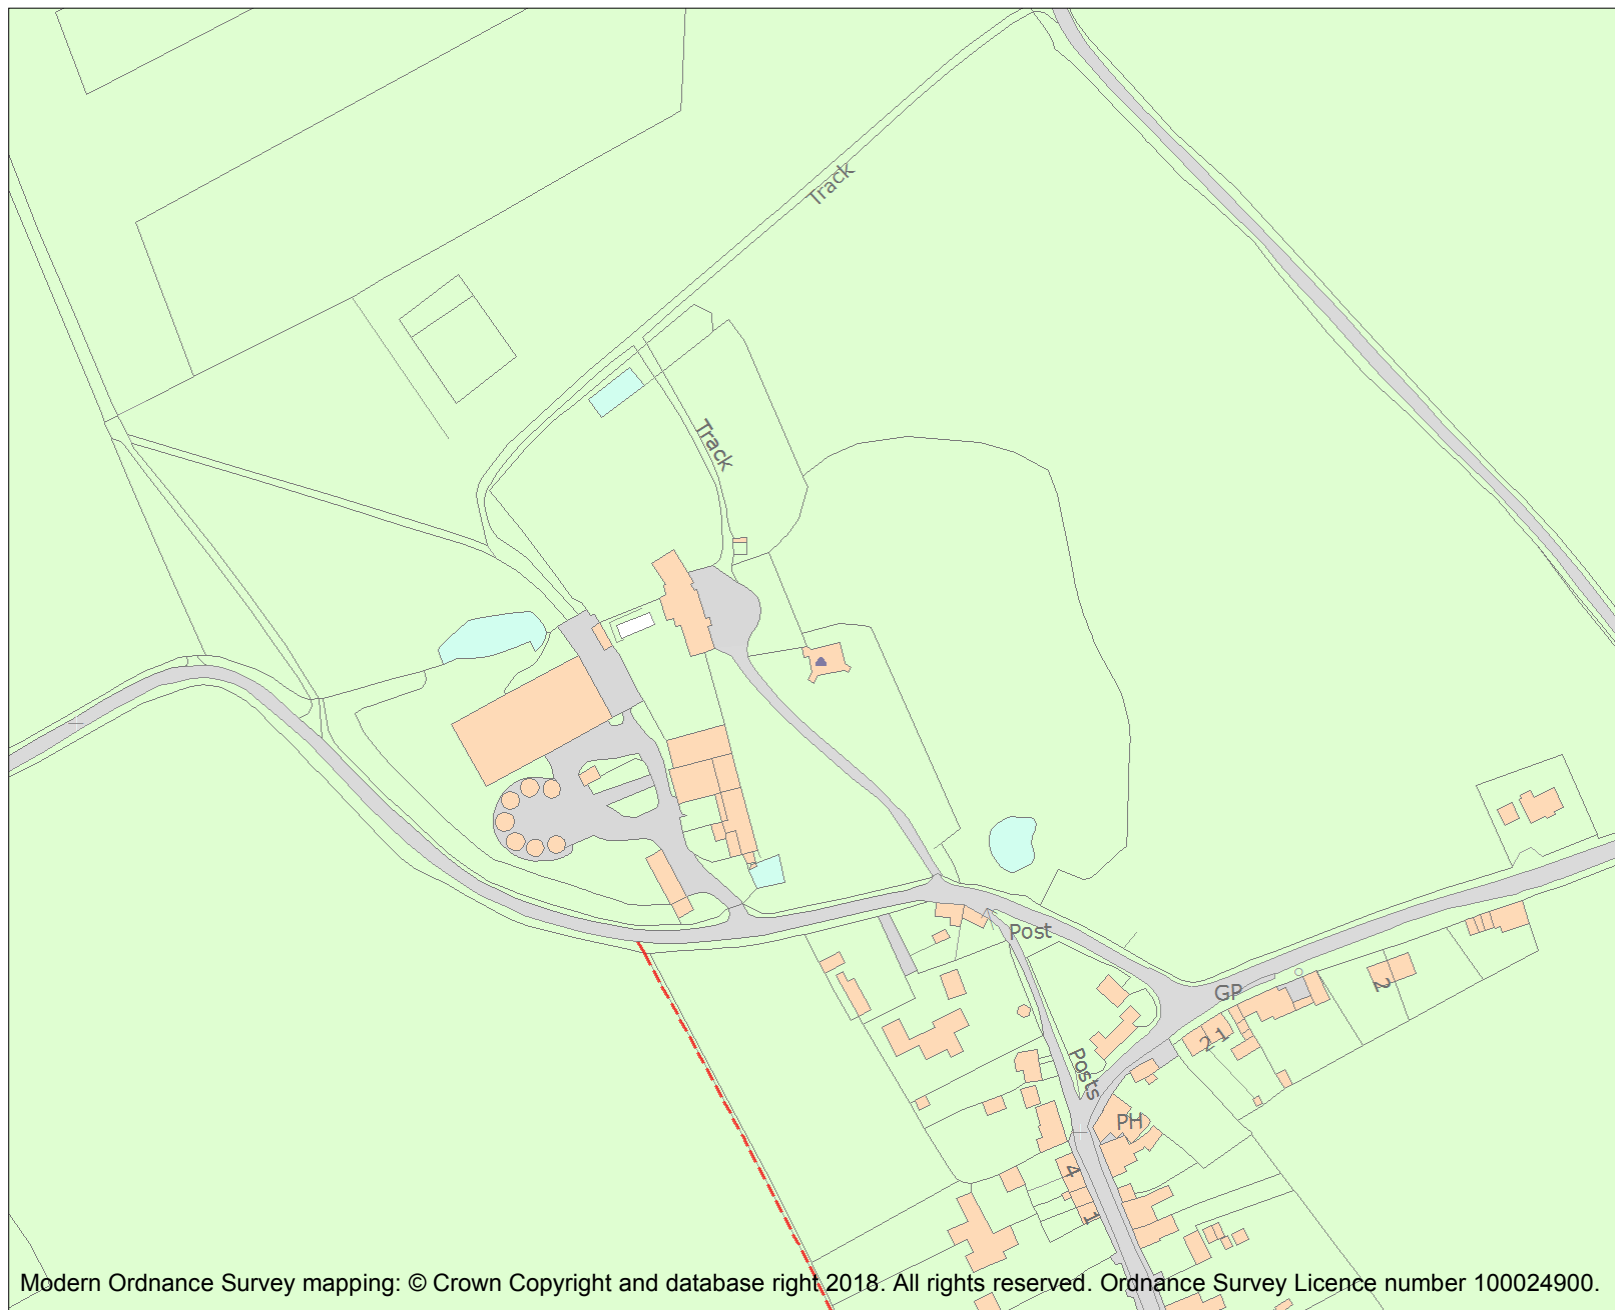 Track
Track
Post
GP
2
2 1
Posts
PH
4
1
Modern Ordnance Survey mapping: © Crown Copyright and database right 2018. All rights reserved. Ordnance Survey Licence number 100024900.